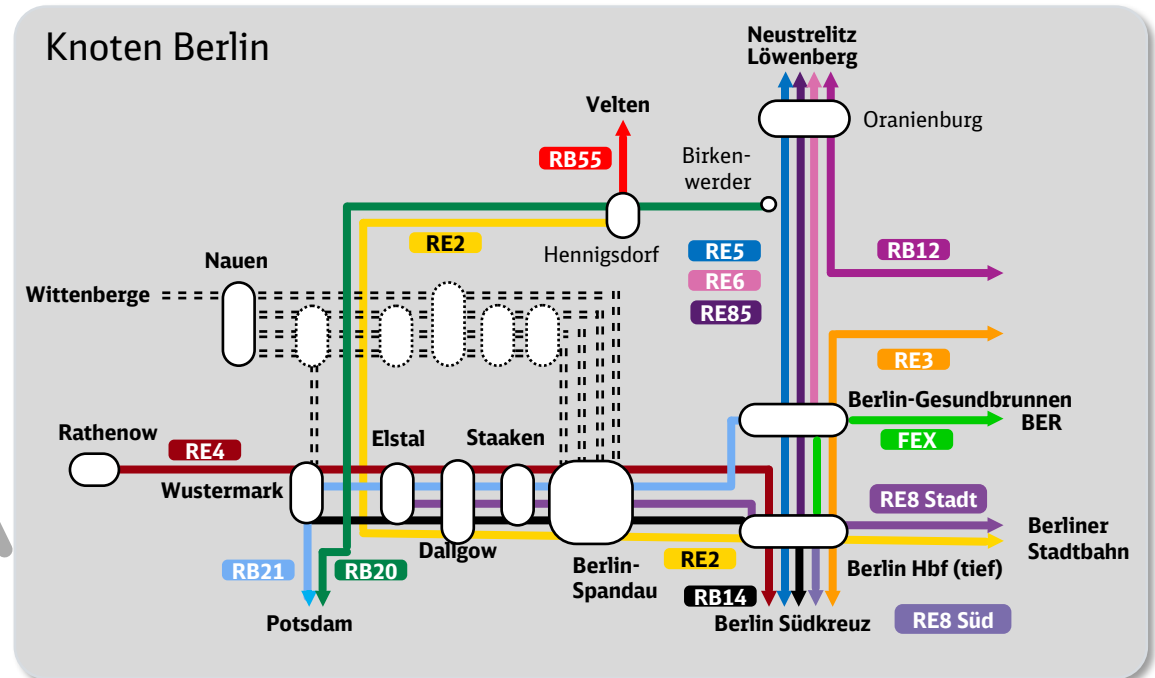 Knoten Berlin
Neustrelitz
Löwenberg
Velten
Oranienburg
RB55
Birken-
werder
RE2
Hennigsdorf
RE5
RB12
Nauen
RE6
Wittenberge
RE85
RE3
Berlin-Gesundbrunnen
BER
FEX
Rathenow
Elstal
Staaken
RE4
Wustermark
RE8 Stadt
Berliner
Stadtbahn
Dallgow
RB21
RB20
Berlin-
Spandau
RE2
Berlin Hbf (tief)
RB14
Potsdam
Berlin Südkreuz
RE8 Süd